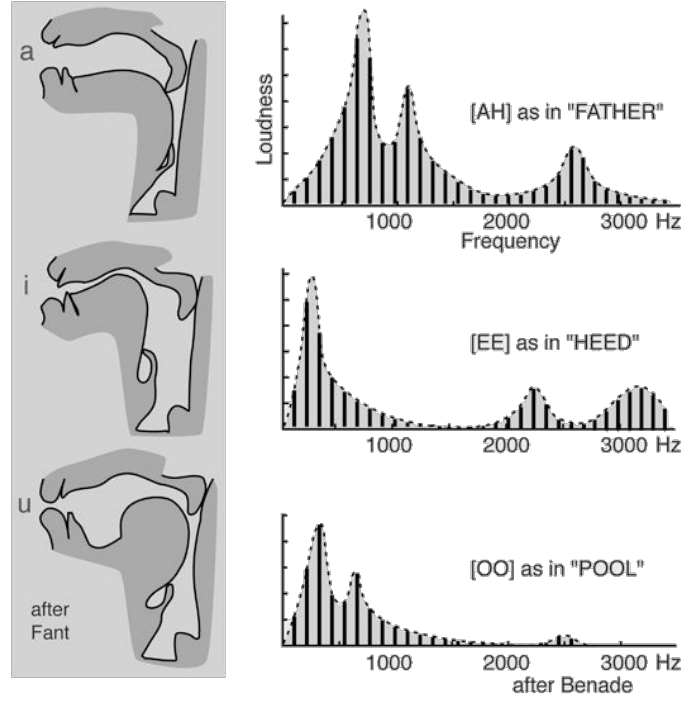 a
Loudness
[AH] as in "FATHER"
1000 2000 3000 Hz
Frequency
i
[EE] as in "HEED"
1000 2000 3000 Hz
u
[OO] as in "POOL"
after
Fant
1000 2000 3000 Hz
after Benade